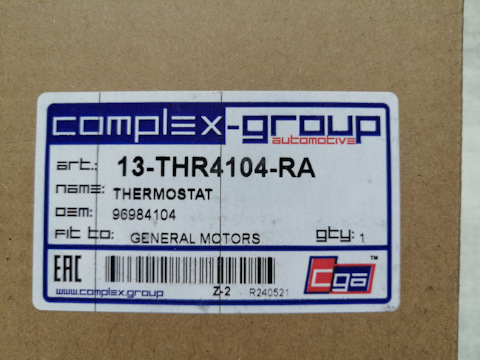 complex-group
automotive
art.: 13-THR4104-RA
name: THERMOSTAT
oem: 96984104
fit to: GENERAL MOTORS qty: 1
EAC cga™
www.complex.group Z-2 R240521